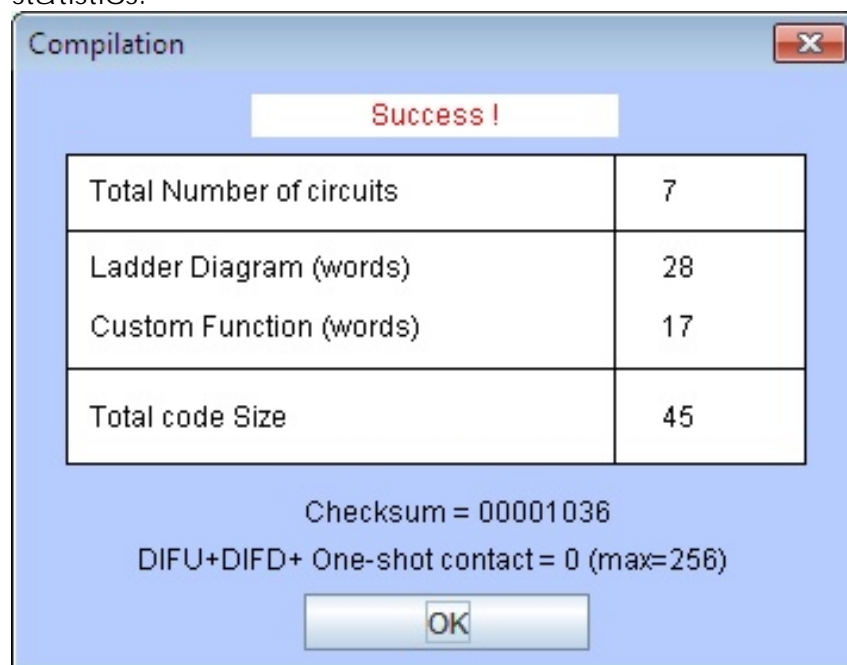 statistics.
Compilation
Success !
Total Number of circuits 7
Ladder Diagram (words) 28
Custom Function (words) 17
Total code Size 45
Checksum = 00001036
DIFU+DIFD+ One-shot contact = 0 (max=256)
OK